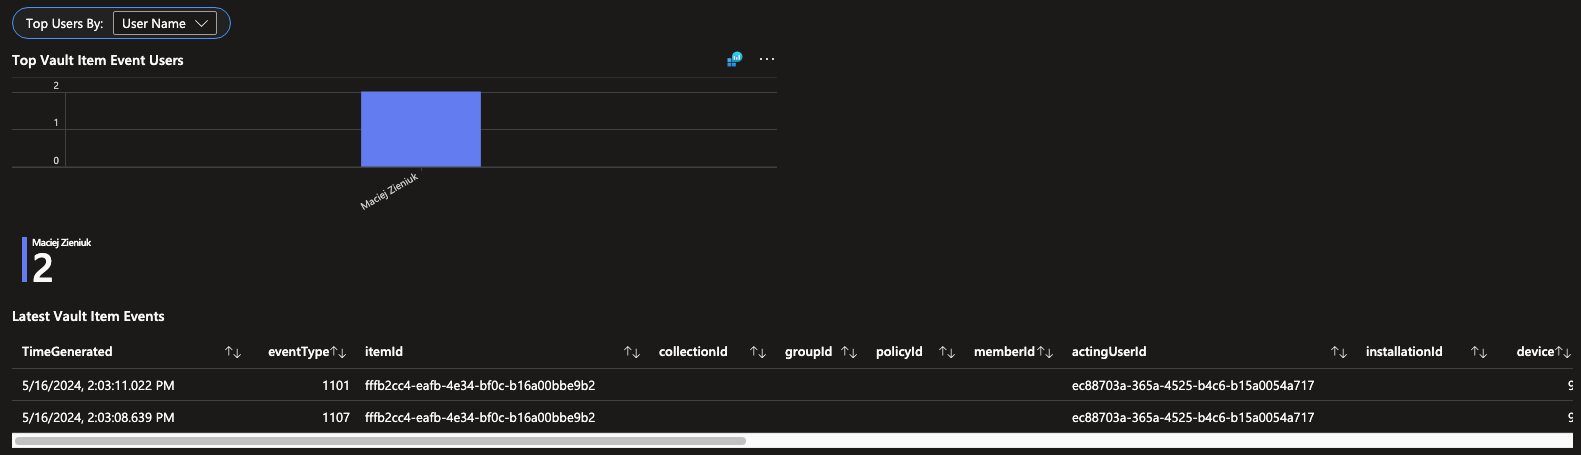 Top Users By: User Name
Top Vault Item Event Users
2
1
0
Maciej Zieniuk
Maciej Zieniuk
2
Latest Vault Item Events
TimeGenerated eventType itemId collectionId groupId policyId memberId actingUserId installationId device
5/16/2024, 2:03:11.022 PM 1101 fffb2cc4-eafb-4e34-bf0c-b16a00bbe9b2 ec88703a-365a-4525-b4c6-b15a0054a717 9
5/16/2024, 2:03:08.639 PM 1107 fffb2cc4-eafb-4e34-bf0c-b16a00bbe9b2 ec88703a-365a-4525-b4c6-b15a0054a717 9